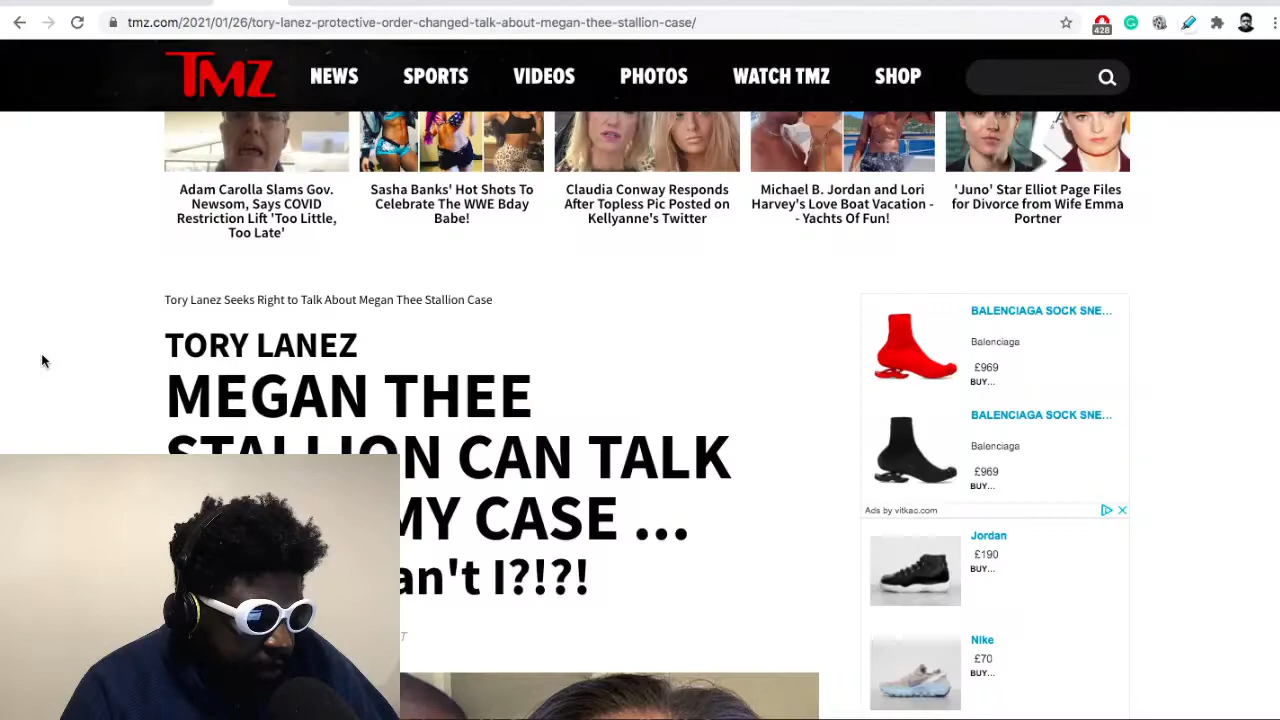 tmz.com/2021/01/26/tory-lanez-protective-order-changed-talk-about-megan-thee-stallion-case/
428
TMZ
NEWS
SPORTS
VIDEOS
PHOTOS
WATCH TMZ
SHOP
Adam Carolla Slams Gov.
Newsom, Says COVID
Restriction Lift 'Too Little,
Too Late'
Sasha Banks' Hot Shots To
Celebrate The WWE Bday
Babe!
Claudia Conway Responds
After Topless Pic Posted on
Kellyanne's Twitter
Michael B. Jordan and Lori
Harvey's Love Boat Vacation -
- Yachts Of Fun!
'Juno' Star Elliot Page Files
for Divorce from Wife Emma
Portner
Tory Lanez Seeks Right to Talk About Megan Thee Stallion Case
TORY LANEZ
MEGAN THEE
STALLION CAN TALK
MY CASE ...
an't I?!?!
T
BALENCIAGA SOCK SNE...
Balenciaga
£969
BUY...
BALENCIAGA SOCK SNE...
Balenciaga
£969
BUY...
Ads by vitkac.com
Jordan
£190
BUY...
Nike
£70
BUY...